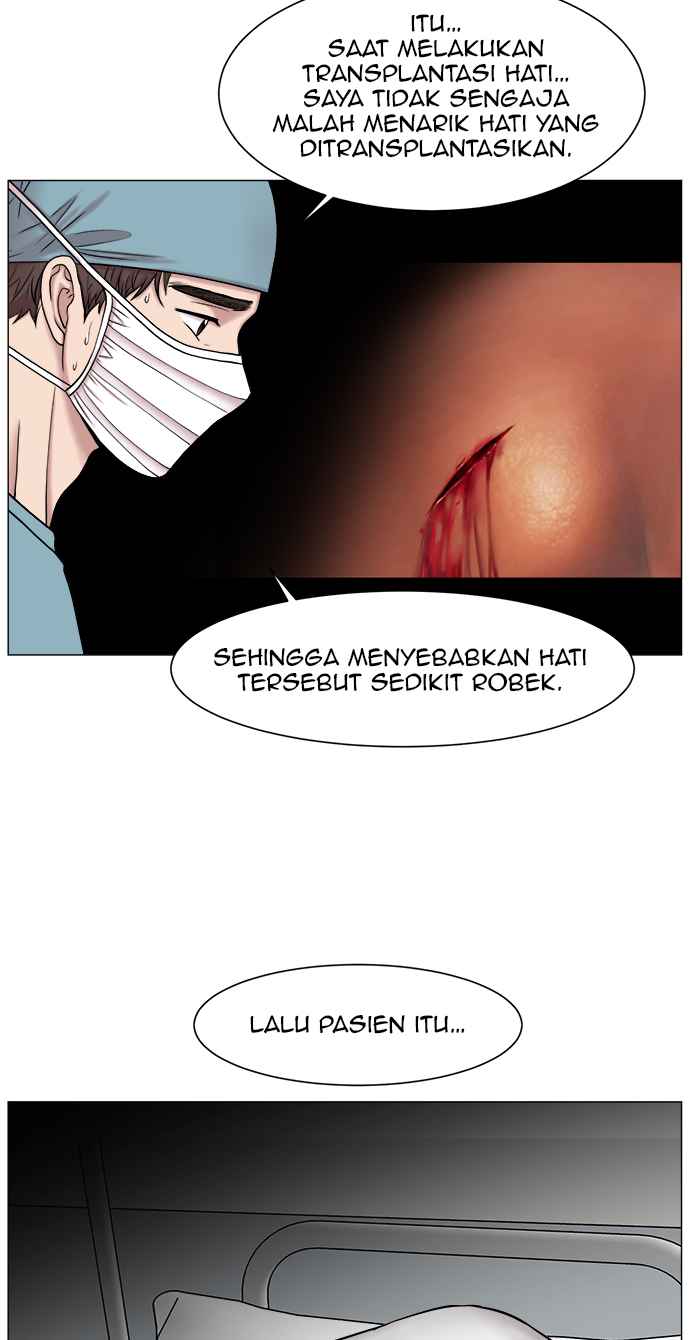 ITU...
SAAT MELAKUKAN
TRANSPLANTASI HATI...
SAYA TIDAK SENGAJA
MALAH MENARIK HATI YANG
DITRANSPLANTASIKAN.
SEHINGGA MENYEBABKAN HATI
TERSEBUT SEDIKIT ROBEK.
LALU PASIEN ITU...